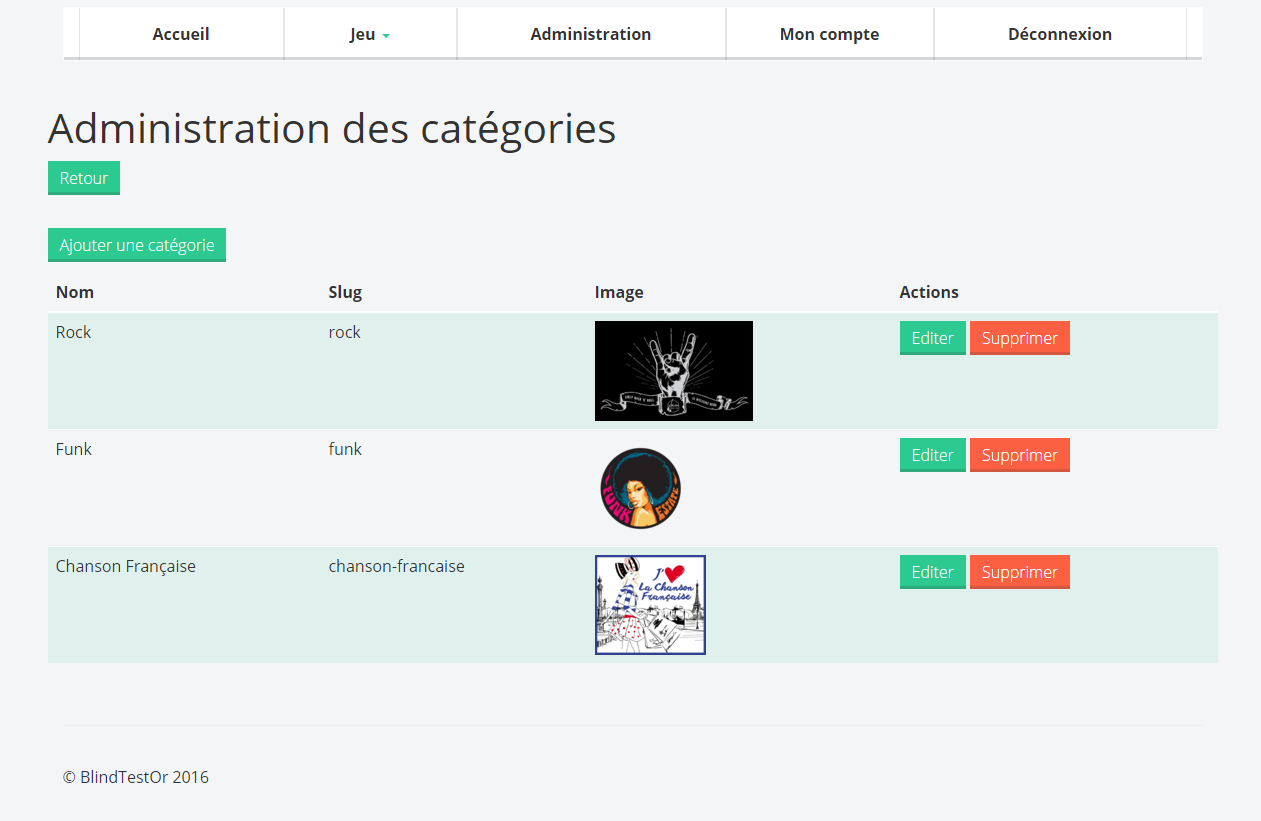 Accueil Jeu Administration Mon compte Déconnexion
Administration des catégories
Retour
Ajouter une catégorie
Nom Slug Image Actions
Rock rock Editer Supprimer
Funk funk Editer Supprimer
FUNK ESTATE
Chanson Française chanson-francaise Editer Supprimer
J'
La Chanson
Française
© BlindTestOr 2016